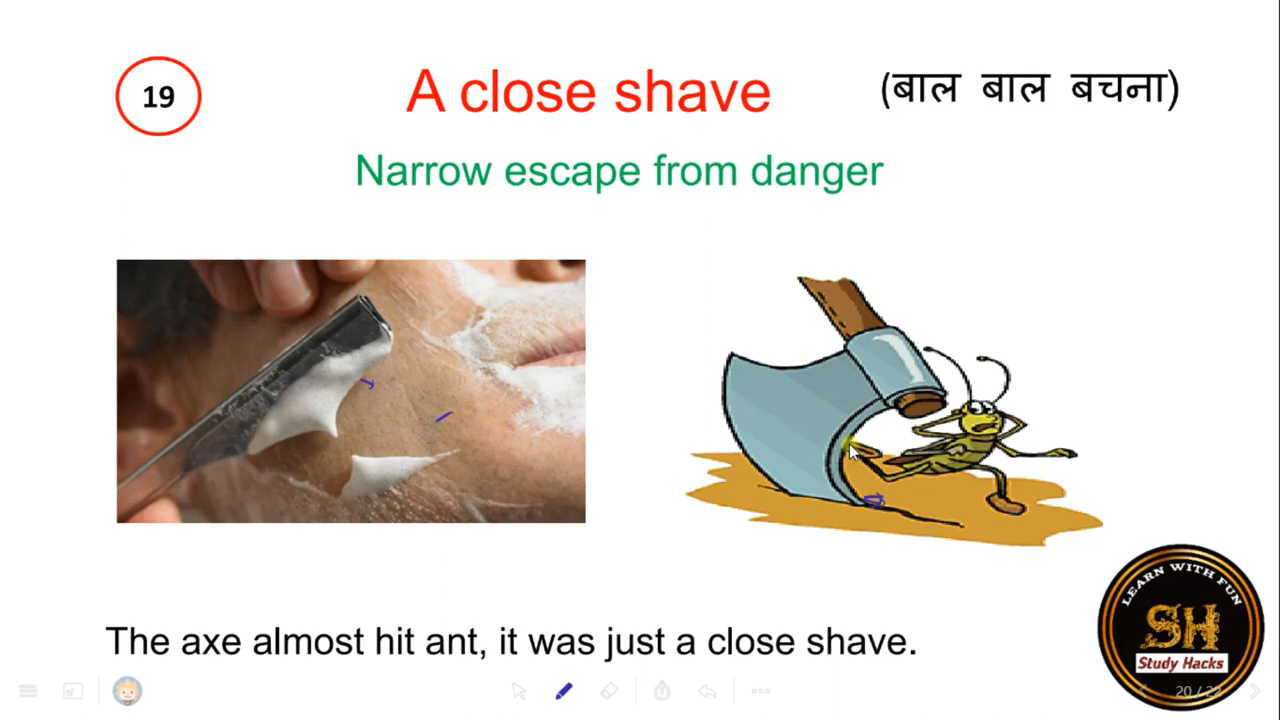 19
A close shave
(बाल बाल बचना)
Narrow escape from danger
The axe almost hit ant, it was just a close shave.
LEARN WITH FUN
SH
Study Hacks